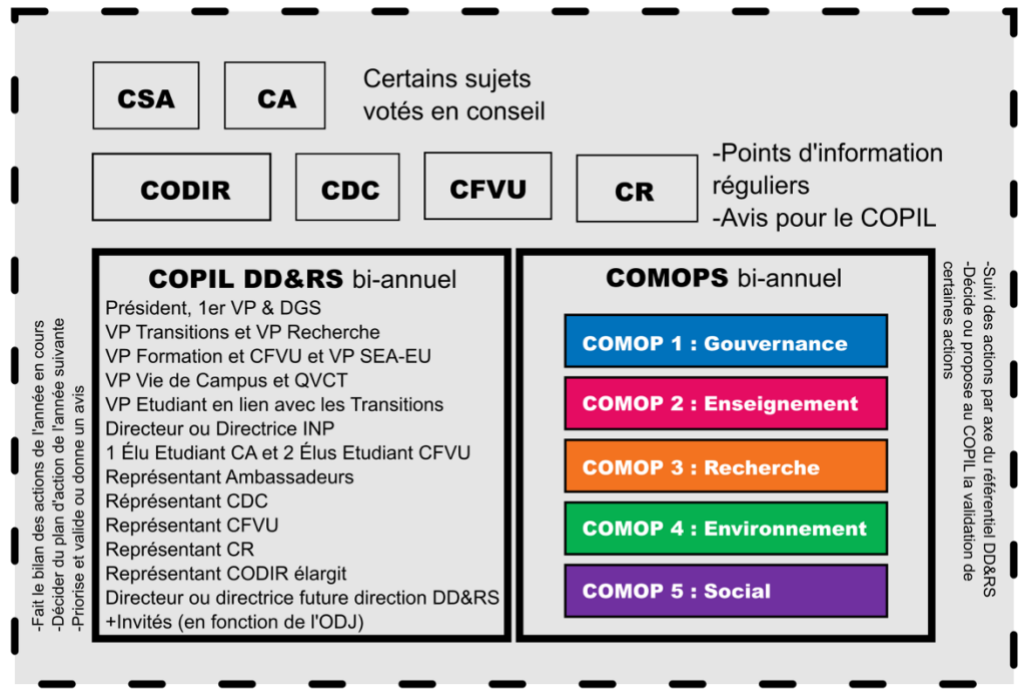 CSA
CA
Certains sujets
votés en conseil
CODIR
CDC
CFVU
CR
-Points d'information
réguliers
-Avis pour le COPIL
-Fait le bilan des actions de l'année en cours
-Décider du plan d'action de l'année suivante
-Priorise et valide ou donne un avis
COPIL DD&RS bi-annuel
Président, 1er VP & DGS
VP Transitions et VP Recherche
VP Formation et CFVU et VP SEA-EU
VP Vie de Campus et QVCT
VP Etudiant en lien avec les Transitions
Directeur ou Directrice INP
1 Élu Etudiant CA et 2 Élus Etudiant CFVU
Représentant Ambassadeurs
Réprésentant CDC
Représentant CFVU
Représentant CR
Représentant CODIR élargit
Directeur ou directrice future direction DD&RS
+Invités (en fonction de l'ODJ)
COMOPS bi-annuel
COMOP 1 : Gouvernance
COMOP 2 : Enseignement
COMOP 3 : Recherche
COMOP 4 : Environnement
COMOP 5 : Social
-Suivi des actions par axe du référentiel DD&RS
-Décide ou propose au COPIL la validation de
certaines actions